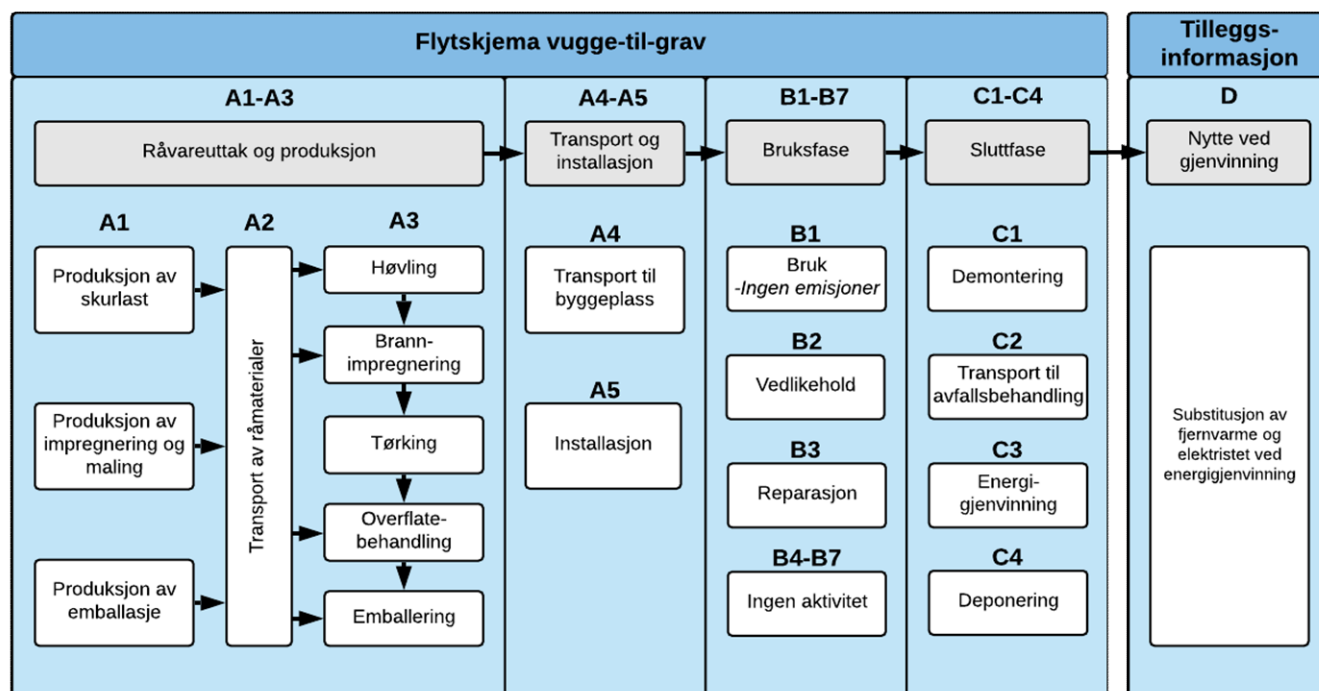 Flytskjema vugge-til-grav
Tilleggs-
informasjon
A1-A3
A4-A5
B1-B7
C1-C4
D
Råvareuttak og produksjon
Transport og
installasjon
Bruksfase
Sluttfase
Nytte ved
gjenvinning
A1
Produksjon av
skurlast
Produksjon av
impregnering og
maling
Produksjon av
emballasje
A2
Transport av råmaterialer
A3
Høvling
Brann-
impregnering
Tørking
Overflate-
behandling
Emballering
A4
Transport til
byggeplass
A5
Installasjon
B1
Bruk
-Ingen emisjoner
B2
Vedlikehold
B3
Reparasjon
B4-B7
Ingen aktivitet
C1
Demontering
C2
Transport til
avfallsbehandling
C3
Energi-
gjenvinning
C4
Deponering
Substitusjon av
fjernvarme og
elektristet ved
energigjenvinning